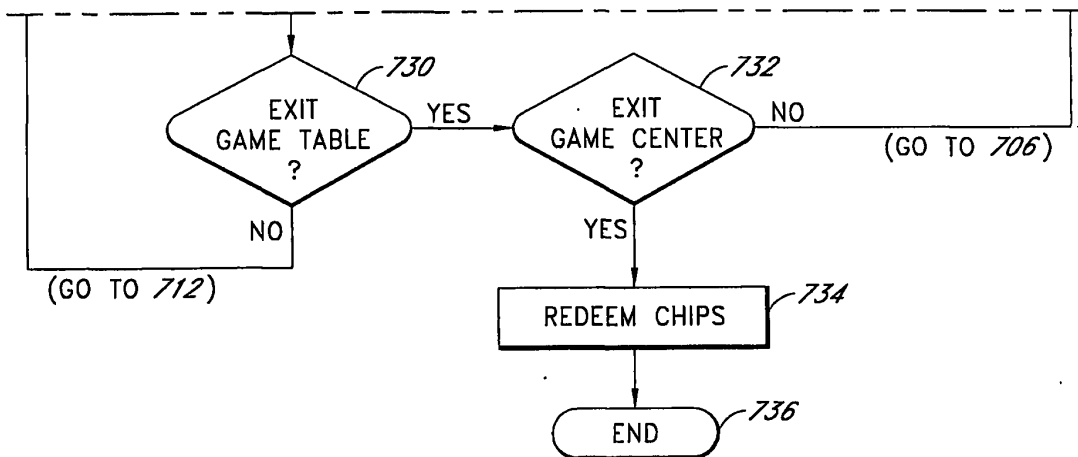 730
EXIT
GAME TABLE
?
YES
732
EXIT
GAME CENTER
?
NO
(GO TO 706)
NO
(GO TO 712)
YES
REDEEM CHIPS
734
END
736